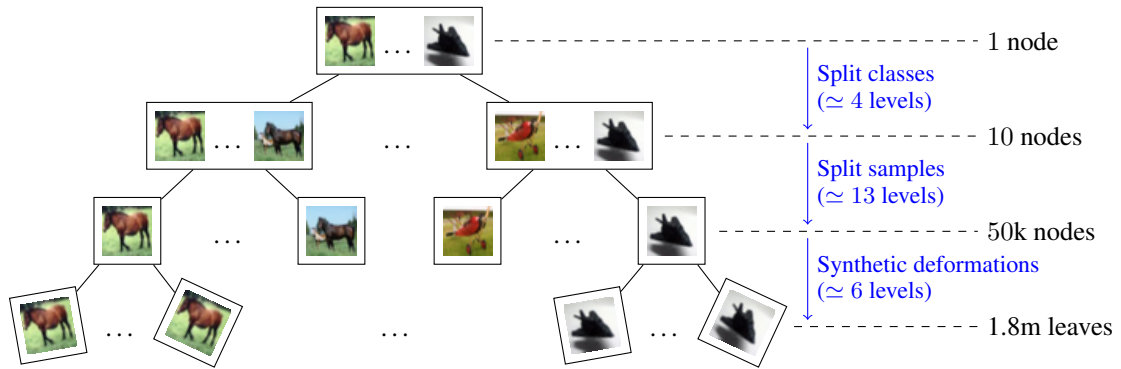 ... 1 node
Split classes
(≃ 4 levels)
... ... ... 10 nodes
Split samples
(≃ 13 levels)
... ... 50k nodes
Synthetic deformations
(≃ 6 levels)
... ... ... 1.8m leaves